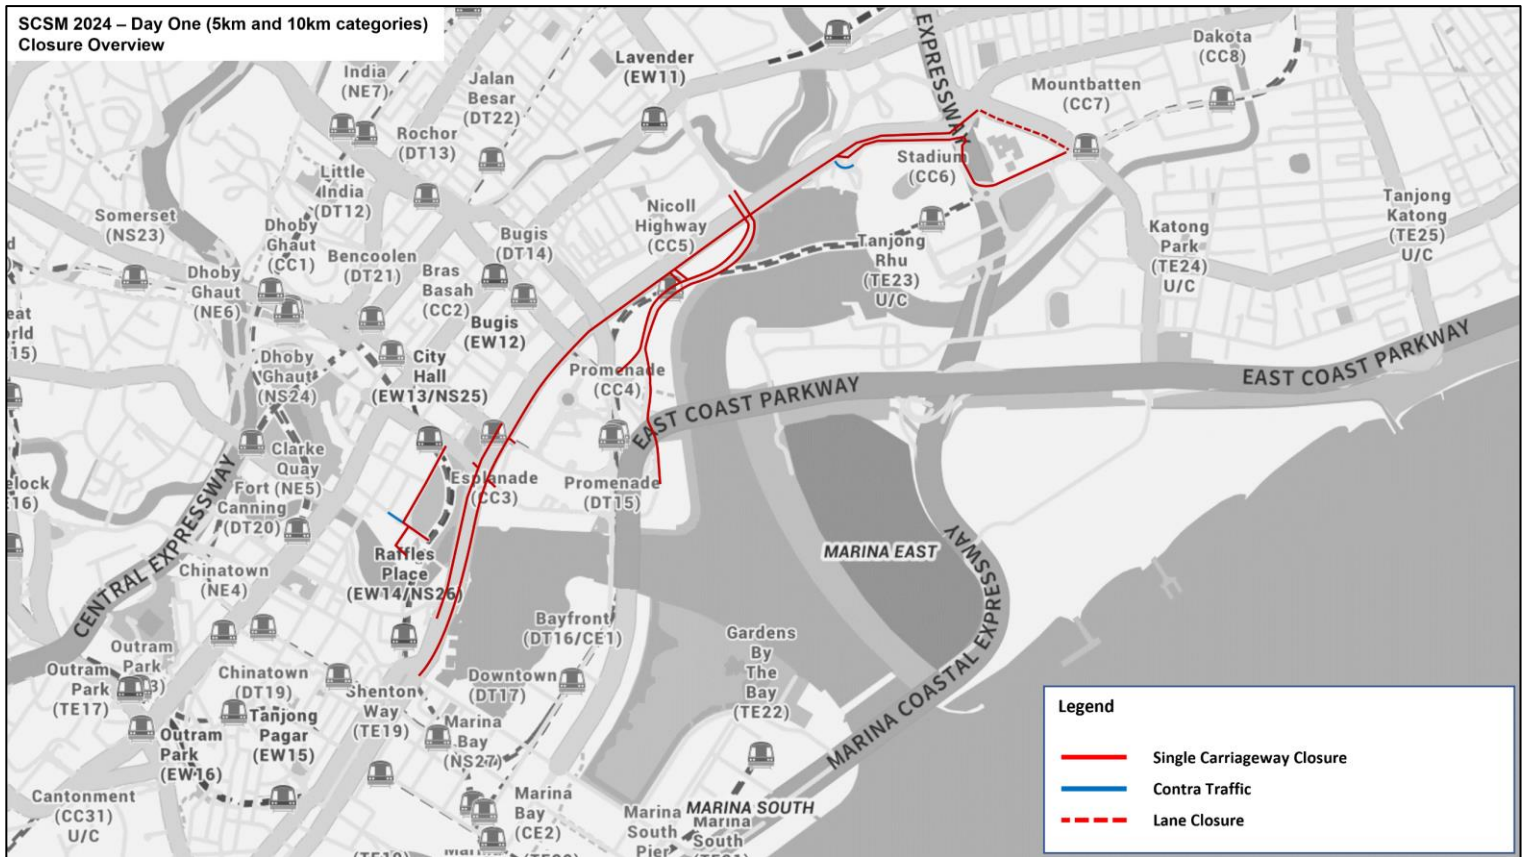 SCSM 2024 – Day One (5km and 10km categories)
Closure Overview
India
(NE7)
Jalan
Besar
(DT22)
Lavender
(EW11)
EXPRESSWAY
Dakota
(CC8)
Mountbatten
(CC7)
Rochor
(DT13)
Stadium
(CC6)
Little
India
(DT12)
Somerset
(NS23)
Dhoby
Ghaut
(CC1)
Bencoolen
(DT21)
Bugis
(DT14)
Nicoll
Highway
(CC5)
Tanjong
Rhu
(TE23)
U/C
Katong
Park
(TE24)
U/C
Tanjong
Katong
(TE25)
U/C
Dhoby
Ghaut
(NE6)
Bras
Basah
(CC2)
Bugis
(EW12)
Dhoby
Ghaut
(NS24)
City
Hall
(EW13/NS25)
Promenade
(CC4)
EAST COAST PARKWAY
EAST COAST PARKWAY
Clarke
Quay
(NE5)
Fort
Canning
(DT20)
Esplanade
(CC3)
Promenade
(DT15)
CENTRAL EXPRESSWAY
Raffles
Place
(EW14/NS26)
MARINA EAST
Chinatown
(NE4)
Bayfront
(DT16/CE1)
Gardens
By
The
Bay
(TE22)
MARINA COASTAL EXPRESSWAY
Outram
Park
Outram
Park
(TE17)
Chinatown
(DT19)
Shenton
Way
(TE19)
Downtown
(DT17)
Tanjong
Pagar
(EW15)
Outram
Park
(EW16)
Marina
Bay
(NS27)
Cantonment
(CC31)
U/C
Marina
Bay
(CE2)
Marina
South
Pier
MARINA SOUTH
Marina
South
Legend
Single Carriageway Closure
Contra Traffic
Lane Closure